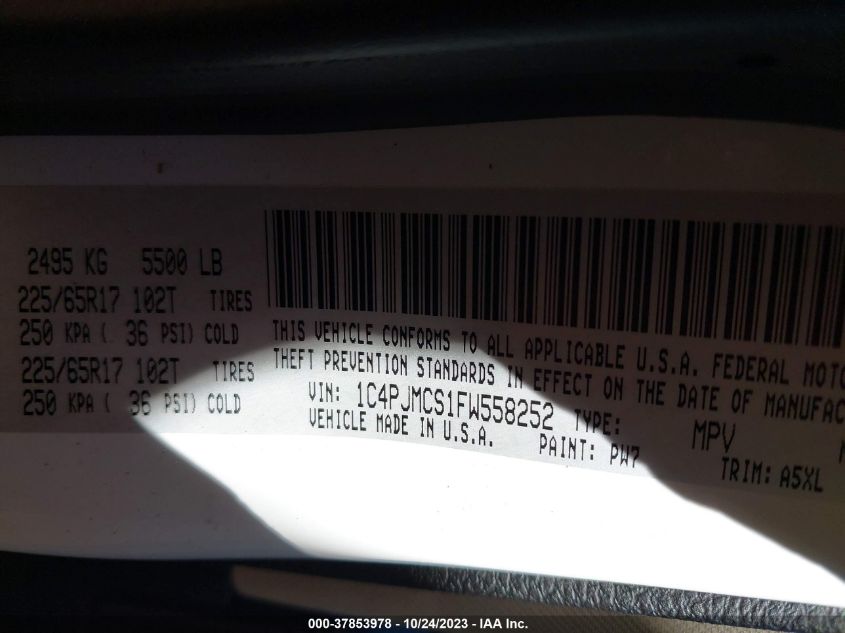 2495 KG 5500 LB
225/65R17 102T TIRES
250 KPA ( 36 PSI) COLD
225/65R17 102T TIRES
250 KPA ( 36 PSI) COLD
THIS VEHICLE CONFORMS TO ALL APPLICABLE U.S.A. FEDERAL MOTO
THEFT PREVENTION STANDARDS IN EFFECT ON THE DATE OF MANUFAC
VIN: 1C4PJMCS1FW558252 TYPE: MPV
VEHICLE MADE IN U.S.A. PAINT: PW7 TRIM: A5XL
000-37853978 - 10/24/2023 - © IAA Inc.